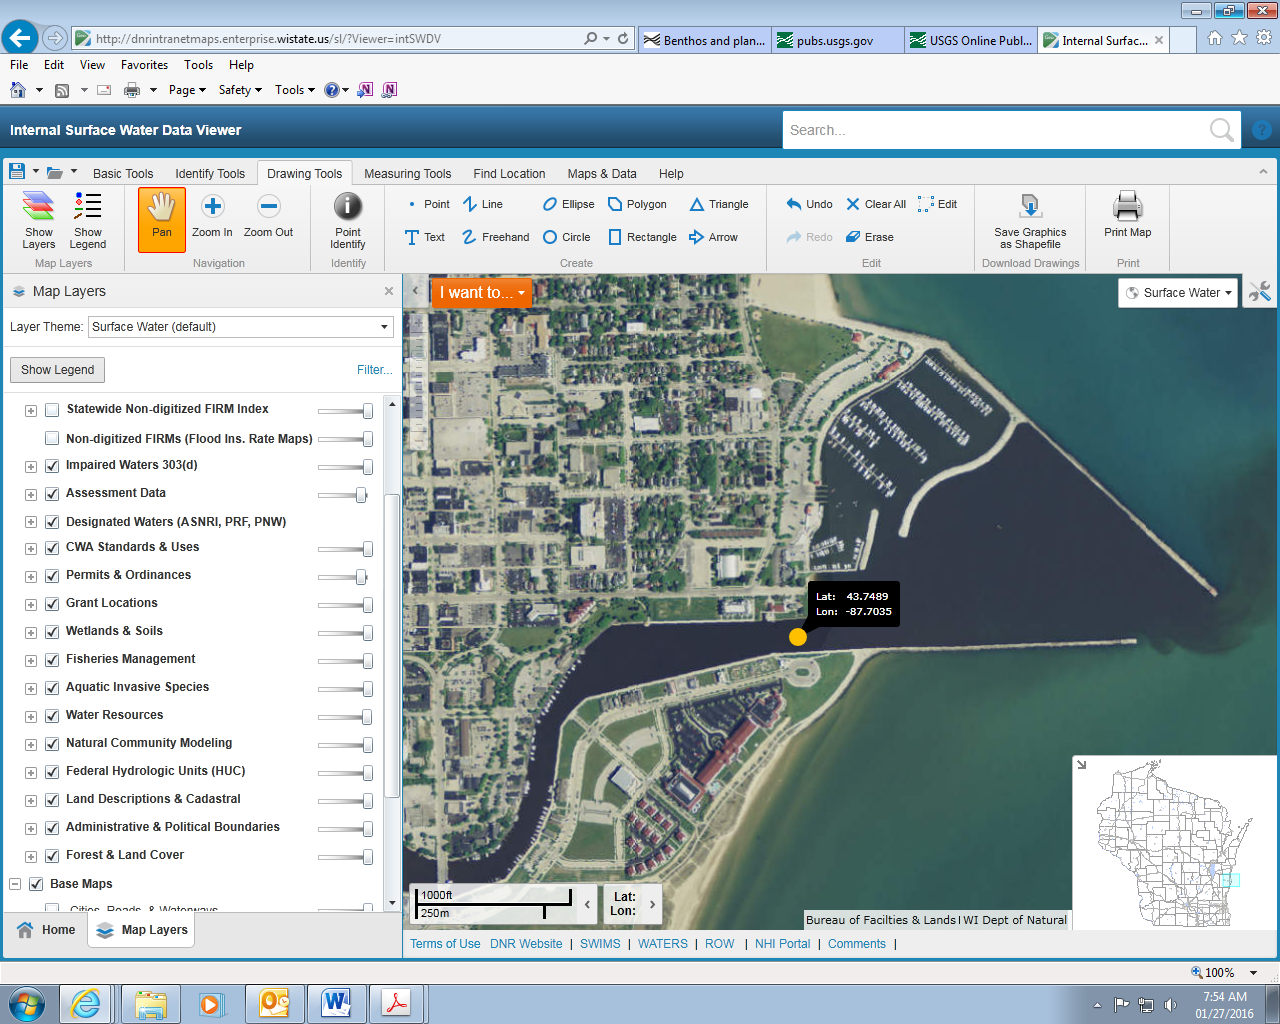 http://dnrintranetmaps.enterprise.wistate.us/sl/?Viewer=intSWDV
Benthos and plan...
pubs.usgs.gov
USGS Online Publ...
Internal Surfac...
File Edit View Favorites Tools Help
Page Safety Tools
Internal Surface Water Data Viewer
Search...
Basic Tools Identify Tools Drawing Tools Measuring Tools Find Location Maps & Data Help
Show Layers
Show Legend
Map Layers
Pan
Zoom In
Zoom Out
Navigation
Point Identify
Identify
Point Line Ellipse Polygon Triangle
Text Freehand Circle Rectangle Arrow
Create
Undo Clear All Edit
Redo Erase
Edit
Save Graphics as Shapefile
Download Drawings
Print Map
Print
Map Layers
Layer Theme: Surface Water (default)
Show Legend
Filter...
Statewide Non-digitized FIRM Index
Non-digitized FIRMs (Flood Ins. Rate Maps)
Impaired Waters 303(d)
Assessment Data
Designated Waters (ASNRI, PRF, PNW)
CWA Standards & Uses
Permits & Ordinances
Grant Locations
Wetlands & Soils
Fisheries Management
Aquatic Invasive Species
Water Resources
Natural Community Modeling
Federal Hydrologic Units (HUC)
Land Descriptions & Cadastral
Administrative & Political Boundaries
Forest & Land Cover
Base Maps
Cities, Roads, & Waterways
Home
Map Layers
I want to...
Surface Water
Lat: 43.7489
Lon: -87.7035
1000ft
250m
Lat:
Lon:
Bureau of Facilties & Lands|WI Dept of Natural
Terms of Use DNR Website | SWIMS | WATERS | ROW | NHI Portal | Comments |
100%
7:54 AM
01/27/2016